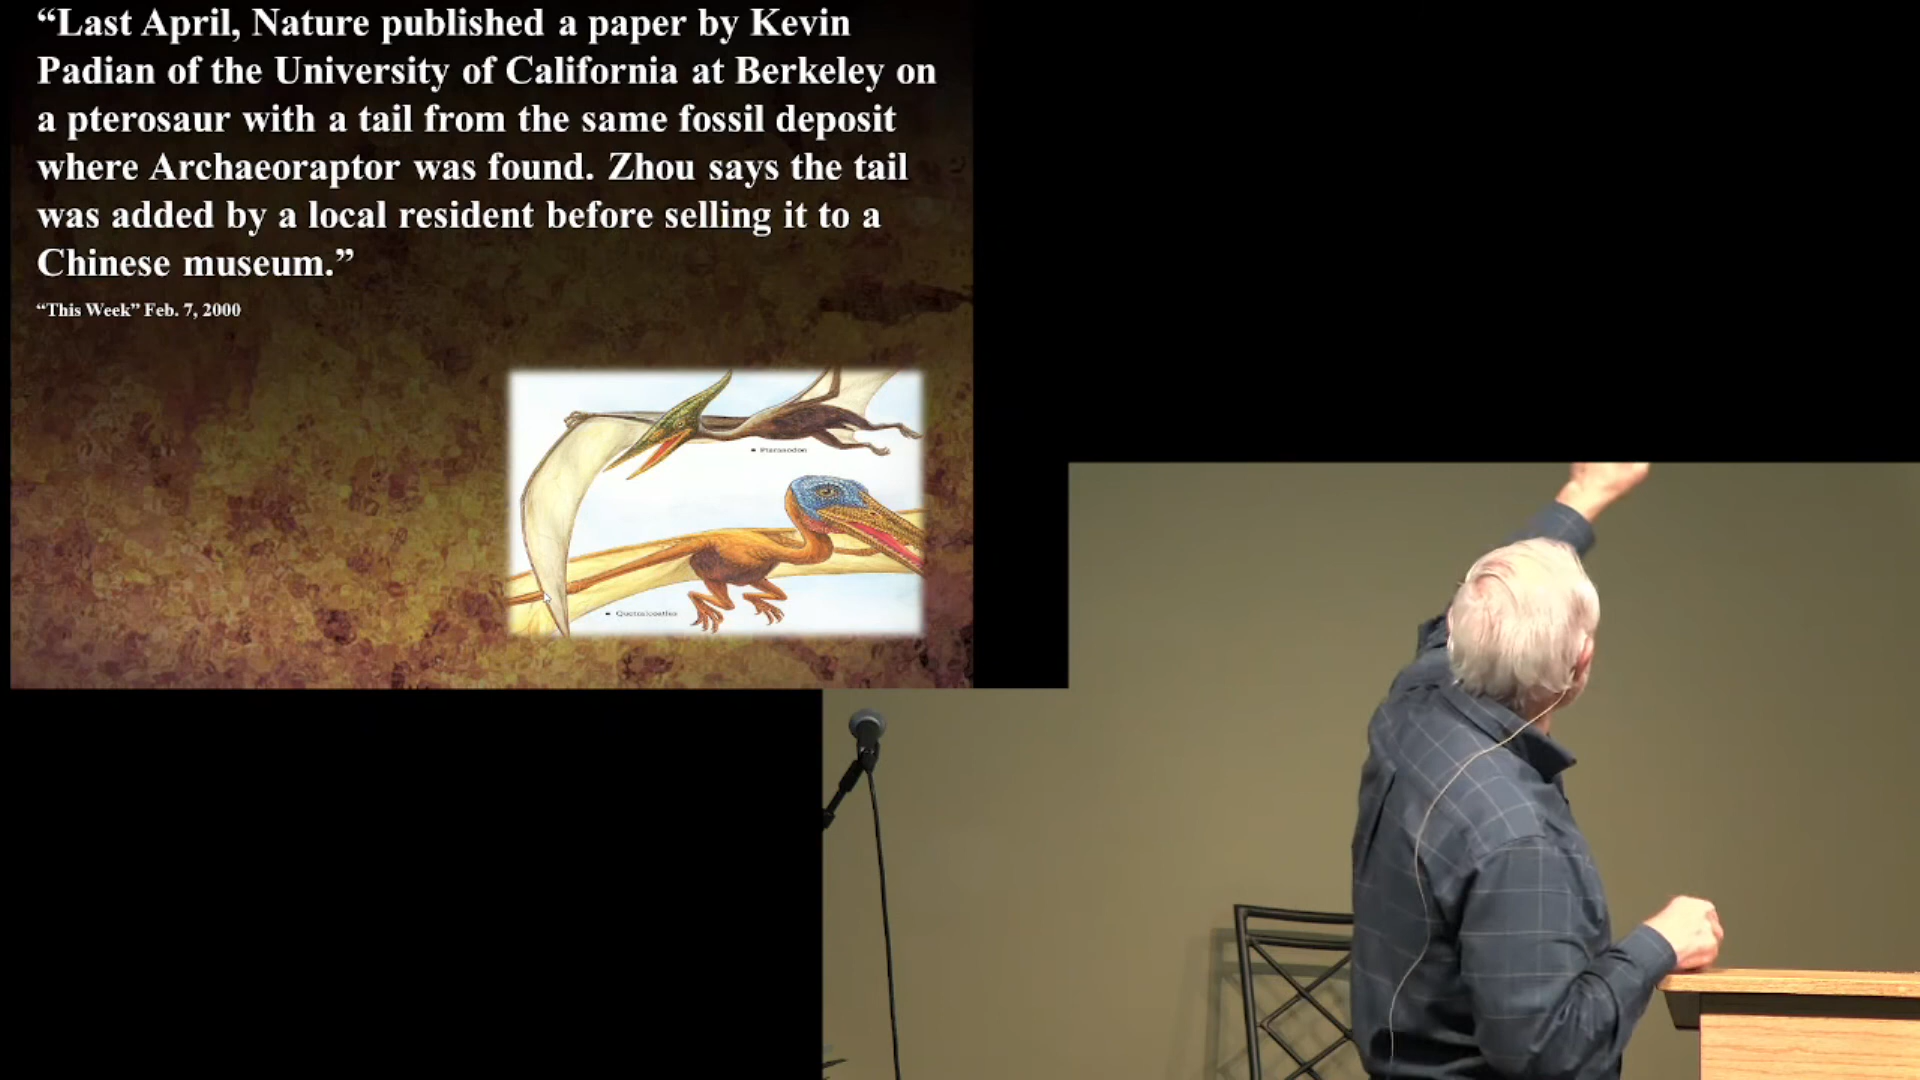 “Last April, Nature published a paper by Kevin
Padian of the University of California at Berkeley on
a pterosaur with a tail from the same fossil deposit
where Archaeoraptor was found. Zhou says the tail
was added by a local resident before selling it to a
Chinese museum.”
“This Week” Feb. 7, 2000
Pteranodon